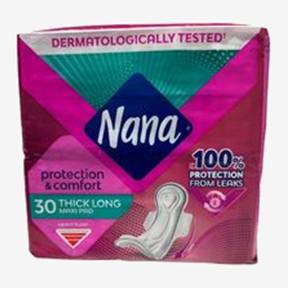 DERMATOLOGICALLY TESTED!
Nana
protection
& comfort
30 THICK LONG
MAXI PAD
100%
PROTECTION
FROM LEAKS